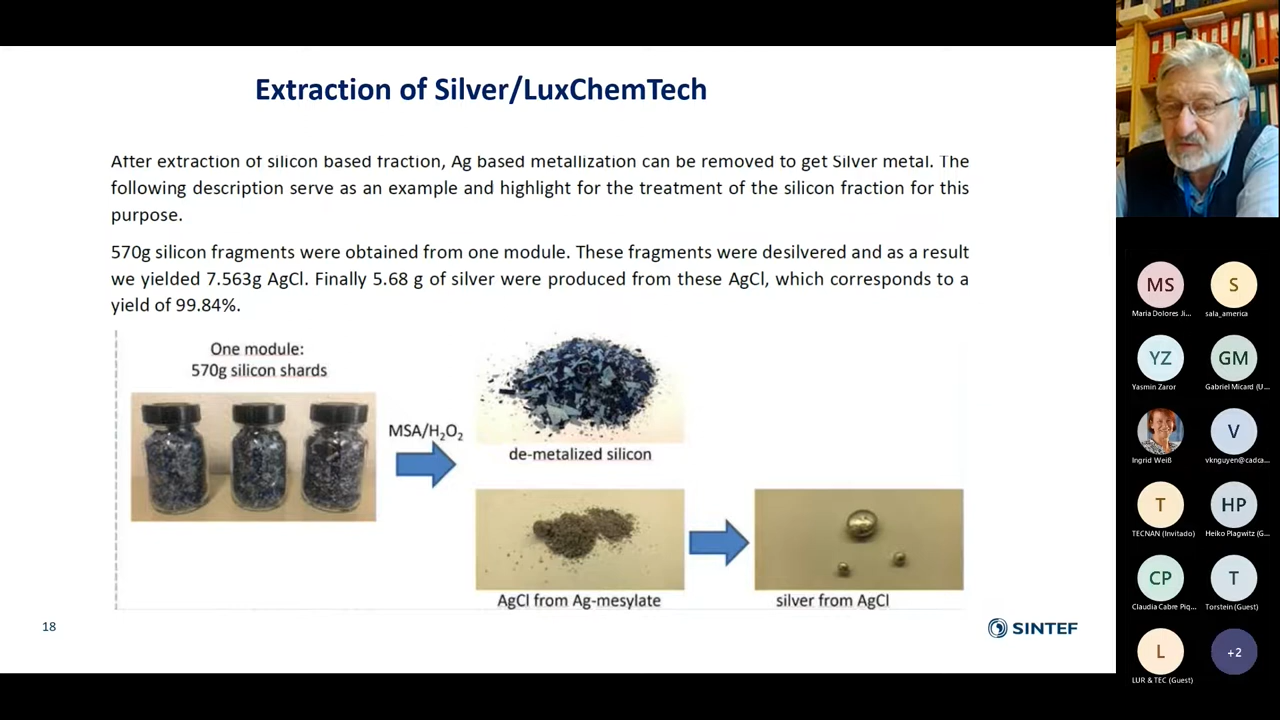 Extraction of Silver/LuxChemTech
After extraction of silicon based fraction, Ag based metallization can be removed to get Silver metal. The
following description serve as an example and highlight for the treatment of the silicon fraction for this
purpose.
570g silicon fragments were obtained from one module. These fragments were desilvered and as a result
we yielded 7.563g AgCl. Finally 5.68 g of silver were produced from these AgCl, which corresponds to a
yield of 99.84%.
One module:
570g silicon shards
MSA/H₂O₂
de-metalized silicon
AgCl from Ag-mesylate
silver from AgCl
18
SINTEF
MS
Maria Dolores Ji...
S
sala_america
YZ
Yasmin Zaror
GM
Gabriel Micard (U...
Ingrid Weiß
V
vknguyen@cadca...
T
TECNAN (Invitado)
HP
Heiko Plagwitz (G...
CP
Claudia Cabre Piq...
T
Torstein (Guest)
L
LUR & TEC (Guest)
+2